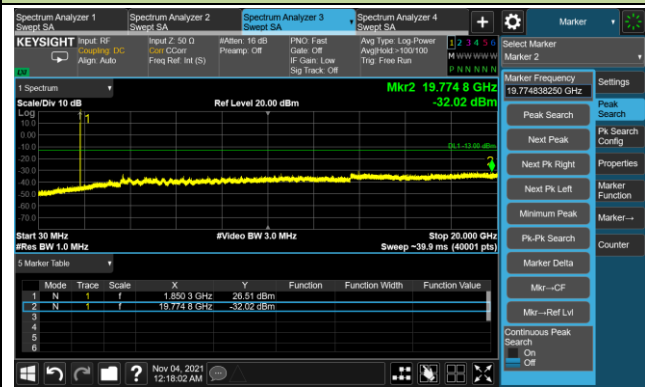 Spectrum Analyzer 1
Swept SA
Spectrum Analyzer 2
Swept SA
Spectrum Analyzer 3
Swept SA
Spectrum Analyzer 4
Swept SA
Marker
KEYSIGHT
Input: RF
Coupling: DC
Align: Auto
Input Z: 50 Ω
Corr CCorr
Freq Ref: Int (S)
#Atten: 16 dB
Preamp: Off
PNO: Fast
Gate: Off
IF Gain: Low
Sig Track: Off
Avg Type: Log-Power
Avg|Hold:>100/100
Trig: Free Run
1 2 3 4 5 6
M W W W W W
P N N N N N
Select Marker
Marker 2
1 Spectrum
Mkr2 19.774 8 GHz
-32.02 dBm
Scale/Div 10 dB
Ref Level 20.00 dBm
Log
10.0
0.00
-10.0
-20.0
-30.0
-40.0
-50.0
-60.0
-70.0
1
DL1 -13.00 dBm
2
Start 30 MHz
#Res BW 1.0 MHz
#Video BW 3.0 MHz
Stop 20.000 GHz
Sweep ~39.9 ms (40001 pts)
5 Marker Table
Mode Trace Scale X Y Function Function Width Function Value
1 N 1 f 1.850 3 GHz 26.51 dBm
2 N 1 f 19.774 8 GHz -32.02 dBm
3
4
5
6
Nov 04, 2021
12:18:02 AM
Marker Frequency
19.774838250 GHz
Peak Search
Next Peak
Next Pk Right
Next Pk Left
Minimum Peak
Pk-Pk Search
Marker Delta
Mkr→CF
Mkr→Ref Lvl
Continuous Peak
Search
On
Off
Settings
Peak
Search
Pk Search
Config
Properties
Marker
Function
Marker→
Counter